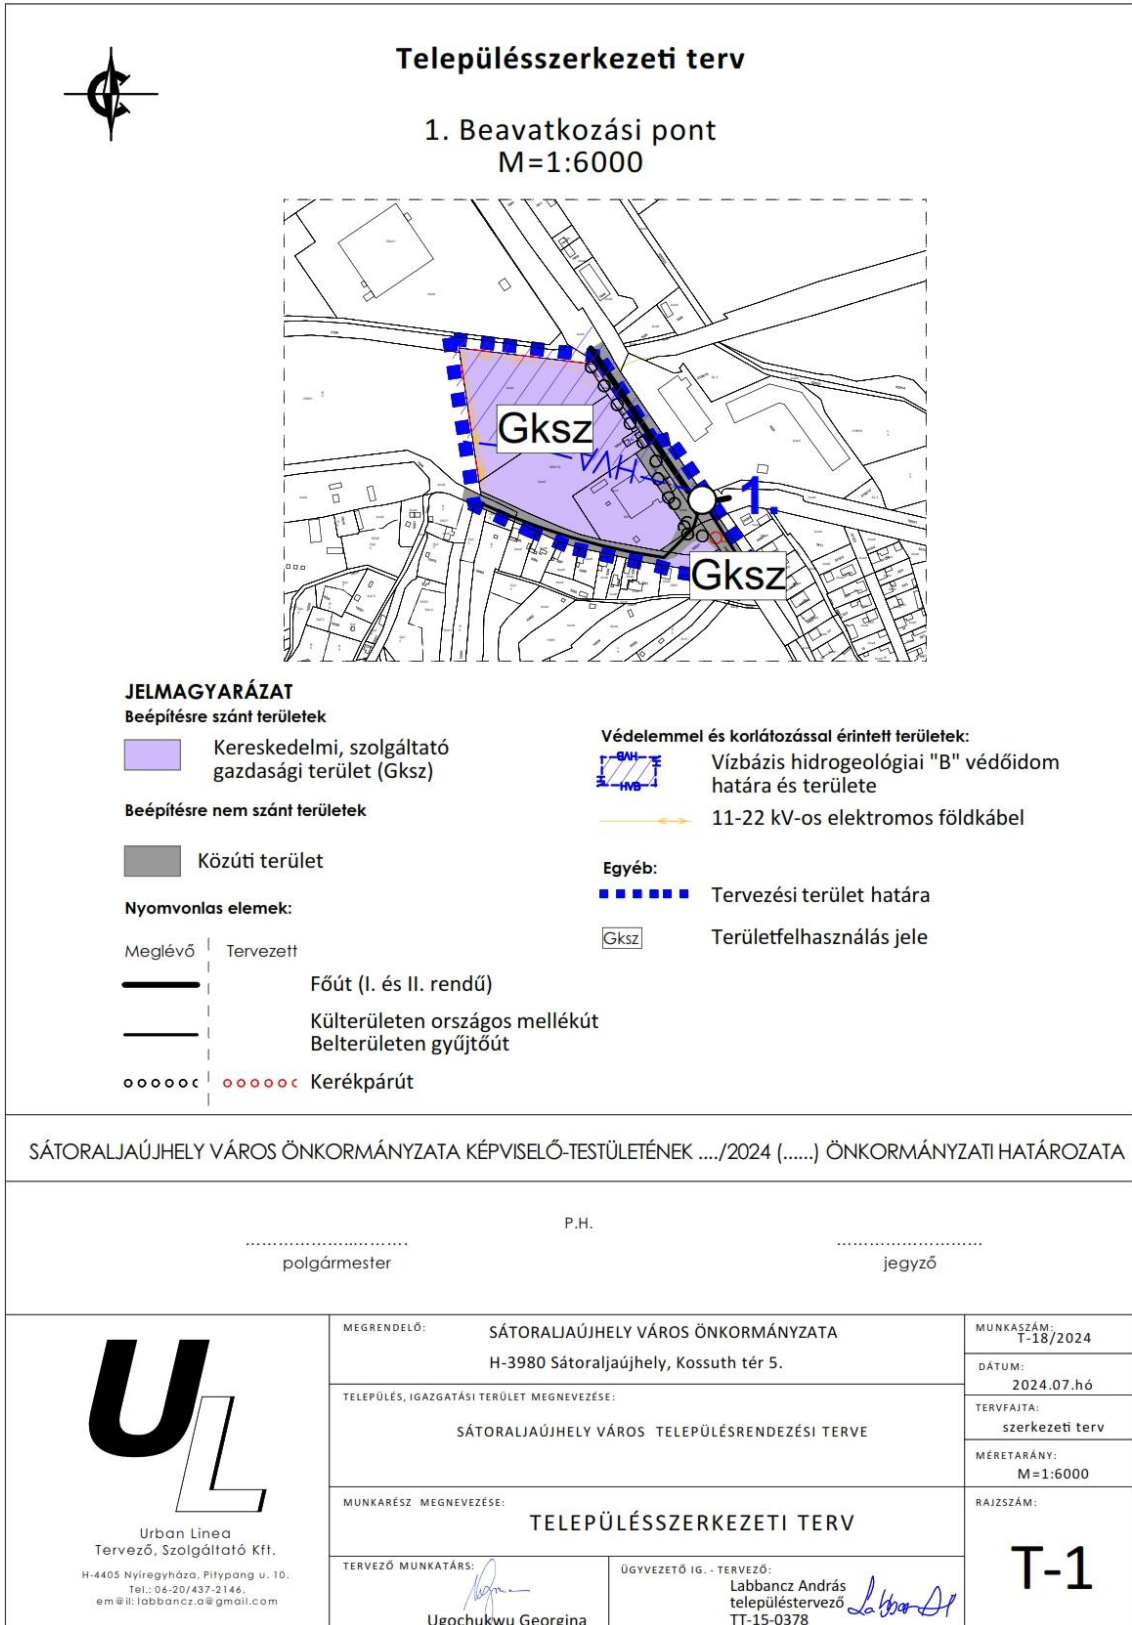 Településszerkezeti terv
1. Beavatkozási pont
M=1:6000
Gksz
HVA
1.
Gksz
JELMAGYARÁZAT
Beépítésre szánt területek
Kereskedelmi, szolgáltató
gazdasági terület (Gksz)
Beépítésre nem szánt területek
Közúti terület
Nyomvonlas elemek:
Meglévő
Tervezett
Főút (I. és II. rendű)
Külterületen országos mellékút
Belterületen gyűjtőút
Kerékpárút
Védelemmel és korlátozással érintett területek:
HVB
Vízbázis hidrogeológiai "B" védőidom
határa és területe
11-22 kV-os elektromos földkábel
Egyéb:
Tervezési terület határa
Gksz
Területfelhasználás jele
SÁTORALJAÚJHELY VÁROS ÖNKORMÁNYZATA KÉPVISELŐ-TESTÜLETÉNEK ..../2024 (......) ÖNKORMÁNYZATI HATÁROZATA
P.H.
polgármester
jegyző
UL
Urban Linea
Tervező, Szolgáltató Kft.
H-4405 Nyíregyháza, Pitypang u. 10.
Tel.: 06-20/437-2146,
em@il: labbancz.a@gmail.com
MEGRENDELŐ:
SÁTORALJAÚJHELY VÁROS ÖNKORMÁNYZATA
H-3980 Sátoraljaújhely, Kossuth tér 5.
TELEPÜLÉS, IGAZGATÁSI TERÜLET MEGNEVEZÉSE:
SÁTORALJAÚJHELY VÁROS TELEPÜLÉSRENDEZÉSI TERVE
MUNKARÉSZ MEGNEVEZÉSE:
TELEPÜLÉSSZERKEZETI TERV
TERVEZŐ MUNKATÁRS:
Ugochukwu Georgina
ÜGYVEZETŐ IG. - TERVEZŐ:
Labbancz András
településtervező
TT-15-0378
MUNKASZÁM:
T-18/2024
DÁTUM:
2024.07.hó
TERVFAJTA:
szerkezeti terv
MÉRETARÁNY:
M=1:6000
RAJZSZÁM:
T-1